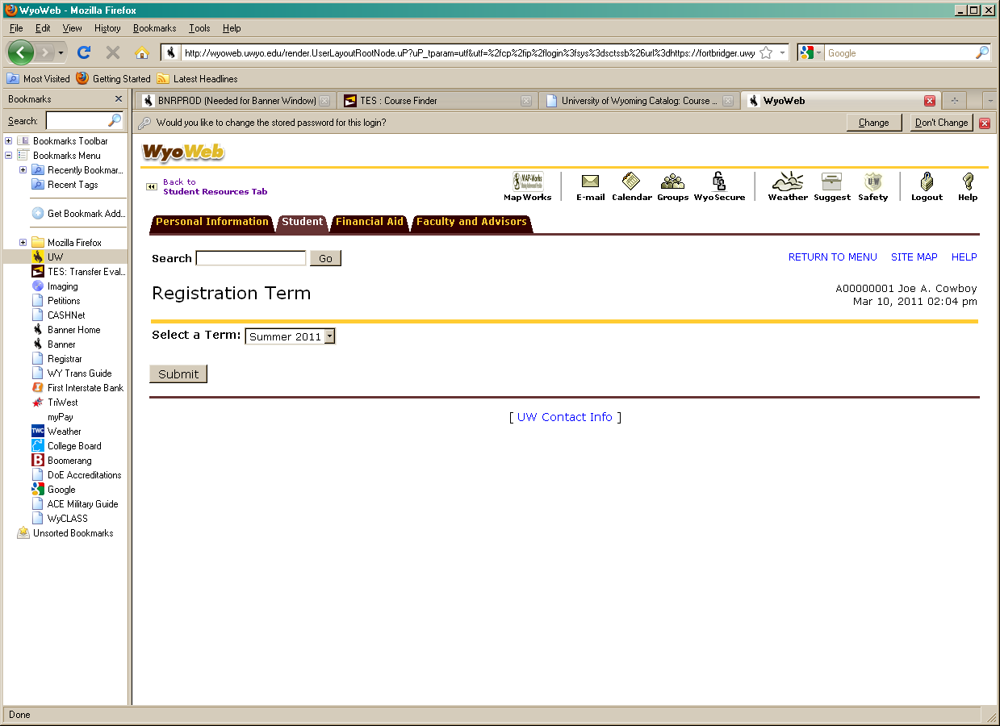 WyoWeb - Mozilla Firefox
File Edit View History Bookmarks Tools Help
http://wyoweb.uwyo.edu/render.UserLayoutRootNode.uP?uP_tparam=utf&utf=%2fcp%2fip%2flogin%3fsys%3dsctssb%26url%3dhttps://fortbridger.uwy
Google
Most Visited Getting Started Latest Headlines
Bookmarks
BNRPROD (Needed for Banner Window) TES : Course Finder University of Wyoming Catalog: Course ... WyoWeb
Search:
Would you like to change the stored password for this login? Change Don't Change
Bookmarks Toolbar
Bookmarks Menu
Recently Bookmar...
Recent Tags
Get Bookmark Add...
Mozilla Firefox
UW
TES: Transfer Eval...
Imaging
Petitions
CASHNet
Banner Home
Banner
Registrar
WY Trans Guide
First Interstate Bank
TriWest
myPay
TWC Weather
College Board
B Boomerang
DoE Accreditations
Google
ACE Military Guide
WyCLASS
Unsorted Bookmarks
WyoWeb
Back to
Student Resources Tab
MAP-Works
UW
MapWorks E-mail Calendar Groups WyoSecure Weather Suggest Safety Logout Help
Personal Information Student Financial Aid Faculty and Advisors
Search Go
RETURN TO MENU SITE MAP HELP
Registration Term
A00000001 Joe A. Cowboy
Mar 10, 2011 02:04 pm
Select a Term: Summer 2011
Submit
[ UW Contact Info ]
Done